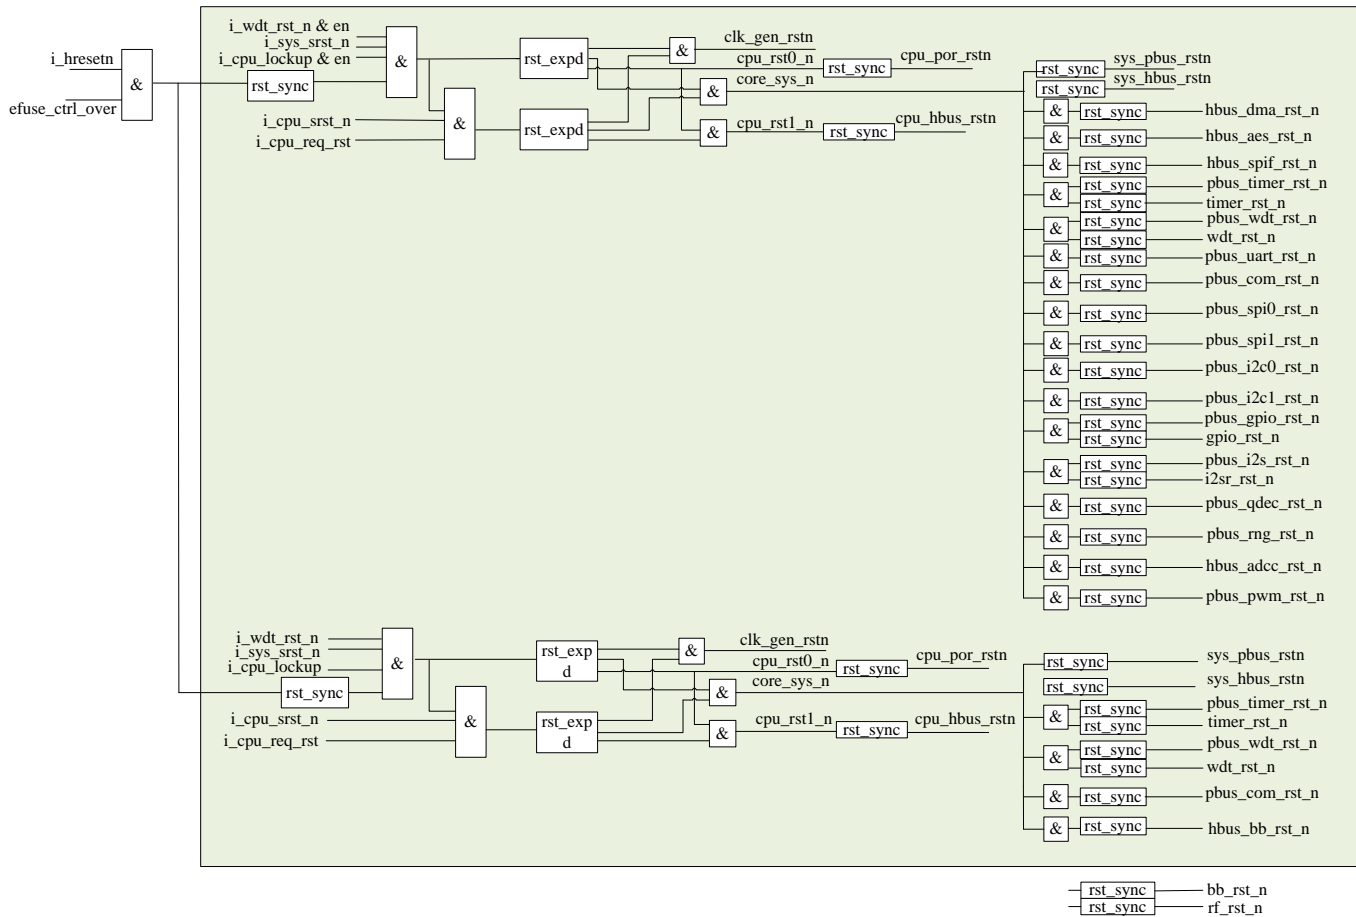 i_hresetn
&
efuse_ctrl_over
i_wdt_rst_n & en
i_sys_srst_n
i_cpu_lockup & en
rst_sync
&
i_cpu_srst_n
i_cpu_req_rst
&
rst_expd
rst_expd
&
&
&
clk_gen_rstn
cpu_rst0_n
rst_sync
cpu_por_rstn
core_sys_n
cpu_rst1_n
rst_sync
cpu_hbus_rstn
rst_sync
sys_pbus_rstn
rst_sync
sys_hbus_rstn
& rst_sync hbus_dma_rst_n
& rst_sync hbus_aes_rst_n
& rst_sync hbus_spif_rst_n
& rst_sync pbus_timer_rst_n
rst_sync timer_rst_n
& rst_sync pbus_wdt_rst_n
rst_sync wdt_rst_n
& rst_sync pbus_uart_rst_n
& rst_sync pbus_com_rst_n
& rst_sync pbus_spi0_rst_n
& rst_sync pbus_spi1_rst_n
& rst_sync pbus_i2c0_rst_n
& rst_sync pbus_i2c1_rst_n
& rst_sync pbus_gpio_rst_n
rst_sync gpio_rst_n
& rst_sync pbus_i2s_rst_n
rst_sync i2sr_rst_n
& rst_sync pbus_qdec_rst_n
& rst_sync pbus_rng_rst_n
& rst_sync hbus_adcc_rst_n
& rst_sync pbus_pwm_rst_n
i_wdt_rst_n
i_sys_srst_n
i_cpu_lockup
rst_sync
&
i_cpu_srst_n
i_cpu_req_rst
&
rst_exp
d
rst_exp
d
&
&
&
clk_gen_rstn
cpu_rst0_n
rst_sync
cpu_por_rstn
core_sys_n
cpu_rst1_n
rst_sync
cpu_hbus_rstn
rst_sync sys_pbus_rstn
rst_sync sys_hbus_rstn
& rst_sync pbus_timer_rst_n
rst_sync timer_rst_n
& rst_sync pbus_wdt_rst_n
rst_sync wdt_rst_n
& rst_sync pbus_com_rst_n
& rst_sync hbus_bb_rst_n
rst_sync bb_rst_n
rst_sync rf_rst_n